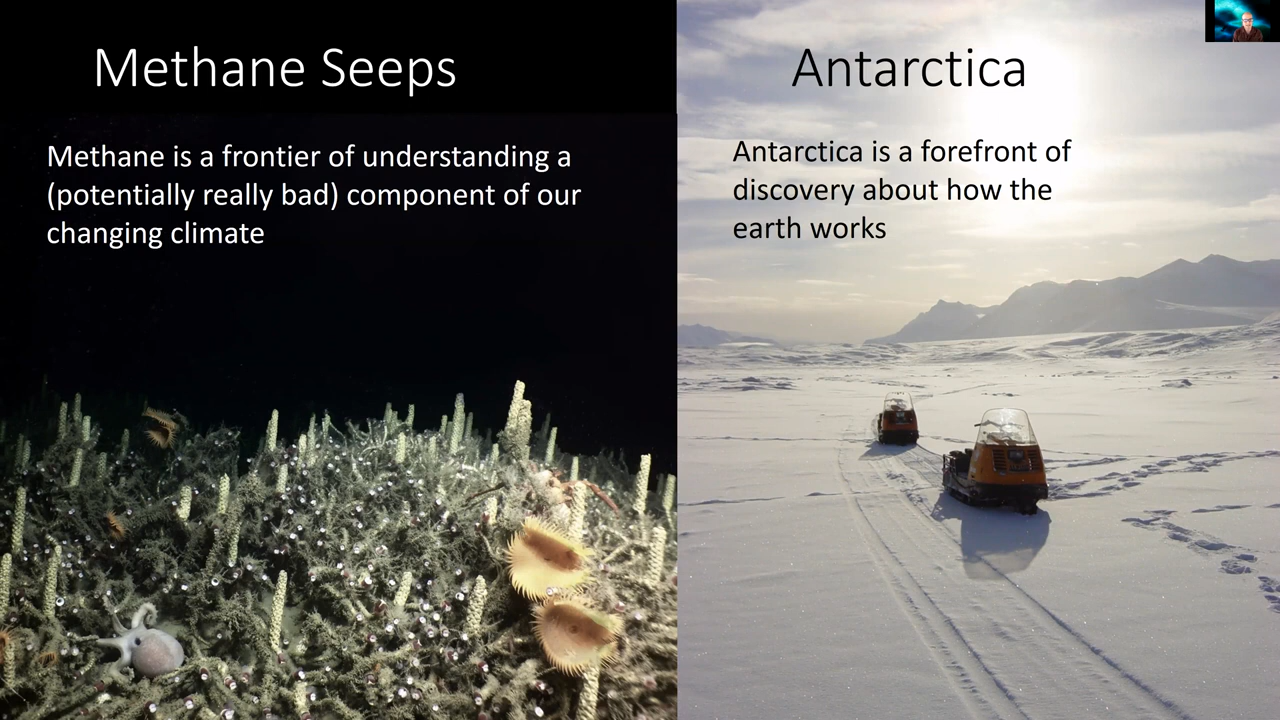 Methane Seeps
Methane is a frontier of understanding a
(potentially really bad) component of our
changing climate
Antarctica
Antarctica is a forefront of
discovery about how the
earth works